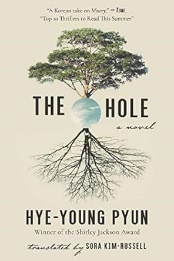 "A Korean take on Misery." —TIME,
"Top 10 Thrillers to Read This Summer"
THE HOLE
a novel
HYE-YOUNG PYUN
Winner of the Shirley Jackson Award
translated by SORA KIM-RUSSELL